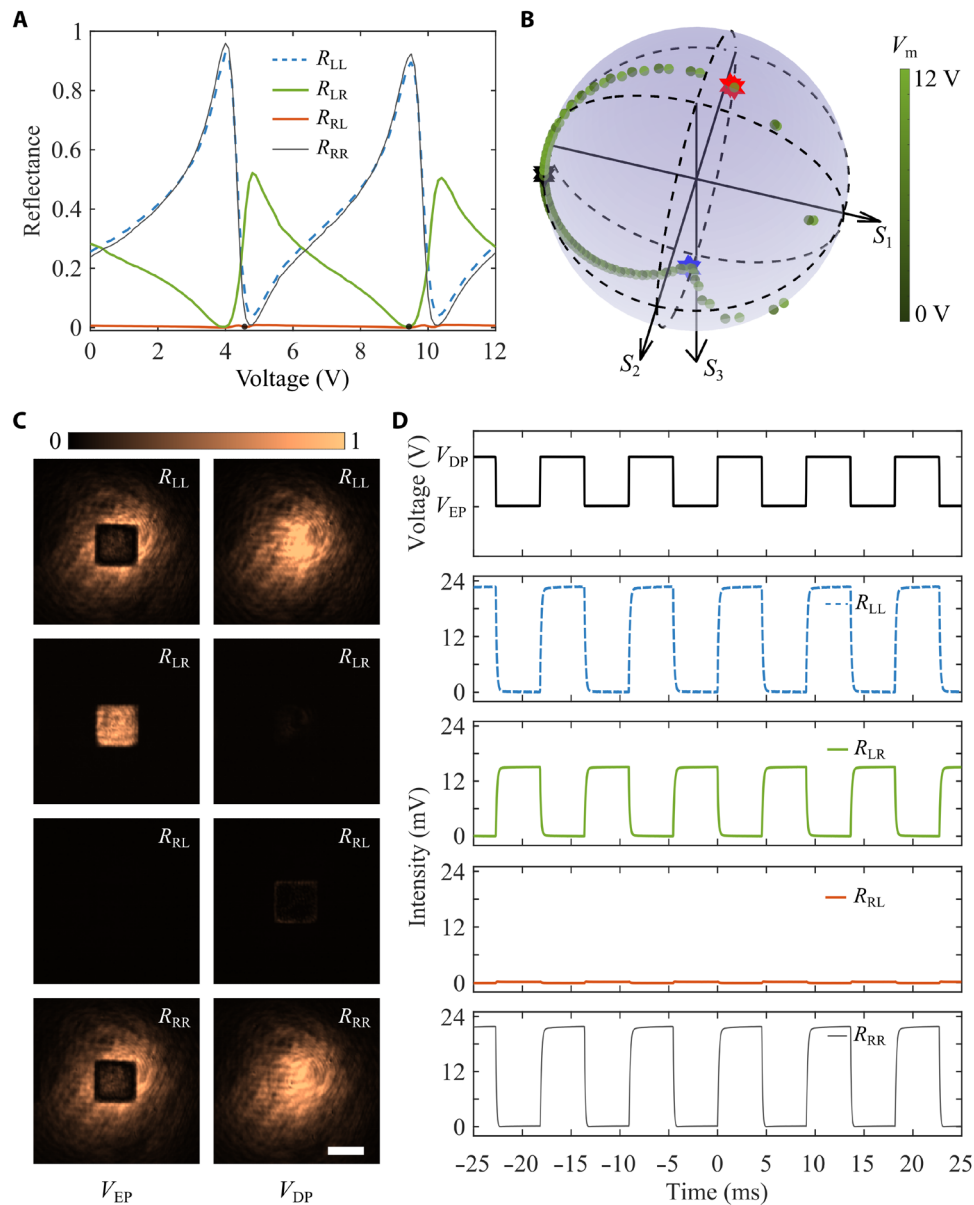 A
1
0.8
0.6
0.4
0.2
0
Reflectance
R_LL
R_LR
R_RL
R_RR
0 2 4 6 8 10 12
Voltage (V)
B
V_m
12 V
0 V
S_1
S_2
S_3
C
0 1
R_LL R_LL
R_LR R_LR
R_RL R_RL
R_RR R_RR
V_EP V_DP
D
Voltage (V)
V_DP
V_EP
Intensity (mV)
24
12
0
R_LL
24
12
0
R_LR
24
12
0
R_RL
24
12
0
R_RR
−25 −20 −15 −10 −5 0 5 10 15 20 25
Time (ms)